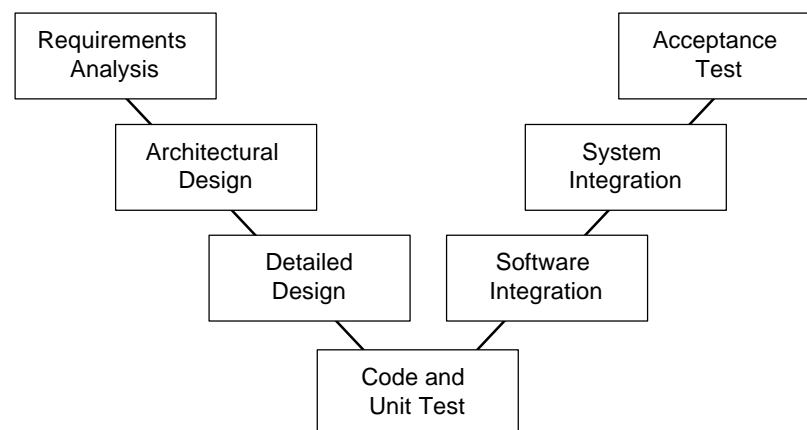 Requirements
Analysis
Acceptance
Test
Architectural
Design
System
Integration
Detailed
Design
Software
Integration
Code and
Unit Test